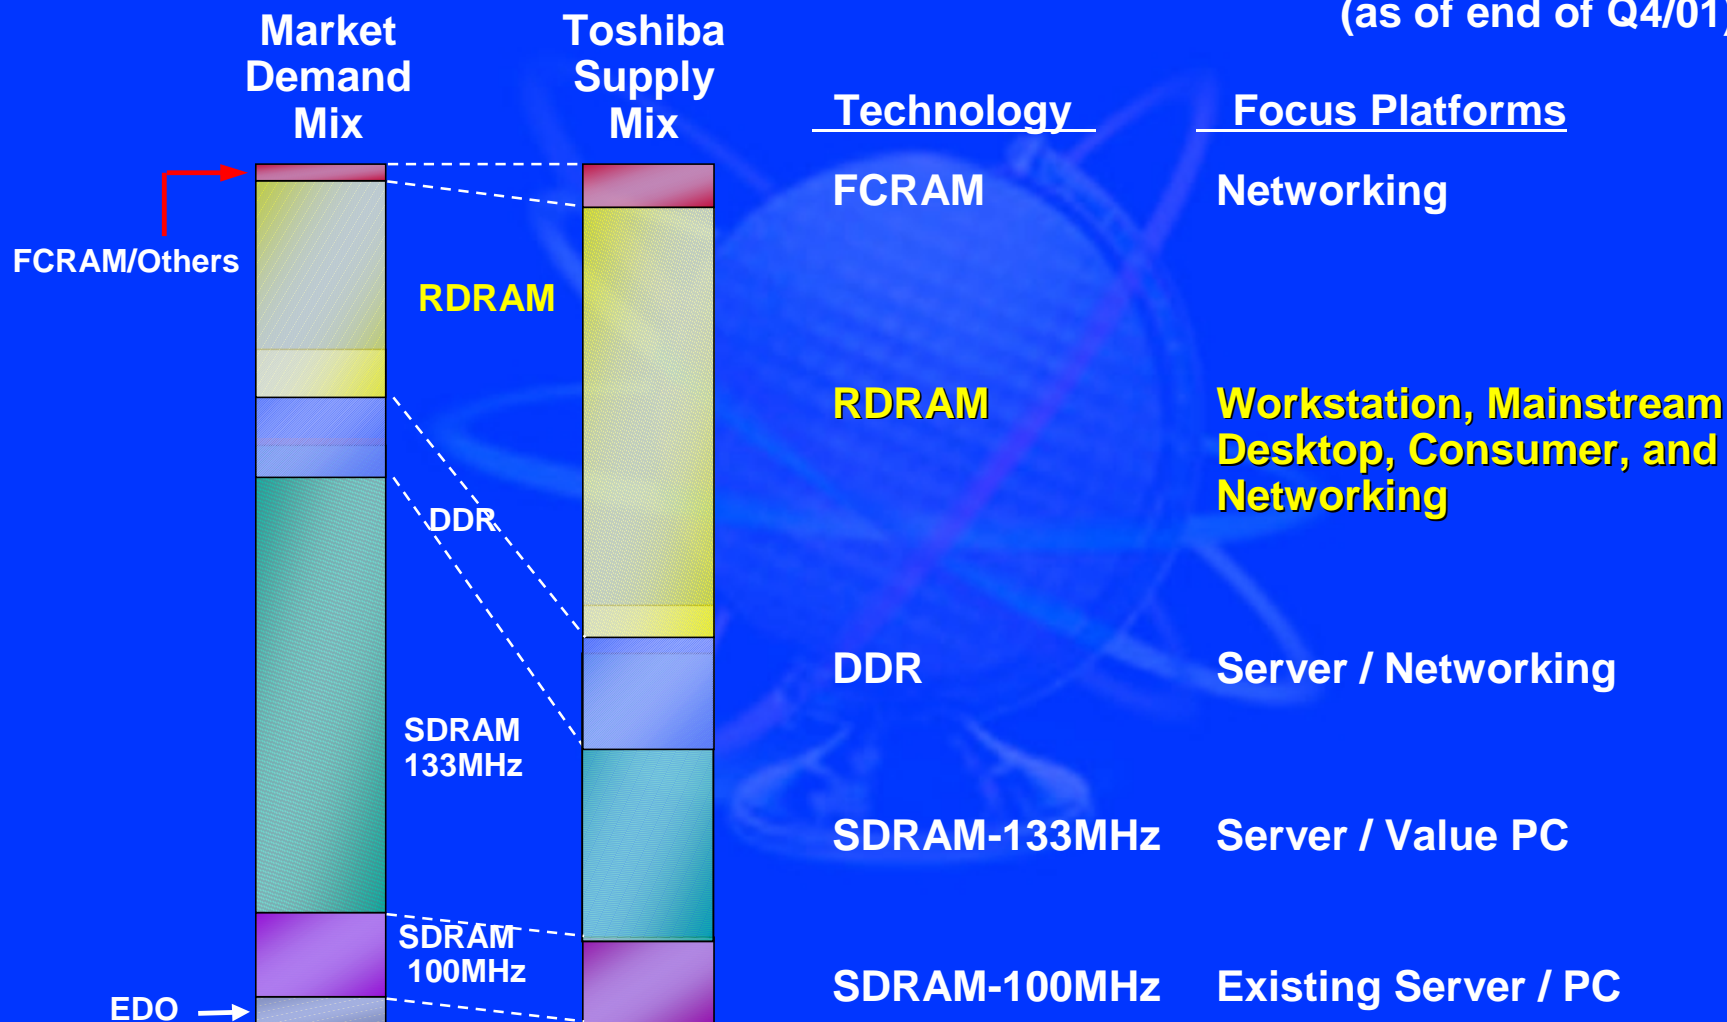 (as of end of Q4/01)
Market
Demand
Mix
Toshiba
Supply
Mix
Technology
Focus Platforms
FCRAM/Others
RDRAM
DDR
SDRAM
133MHz
SDRAM
100MHz
EDO
FCRAM
Networking
RDRAM
Workstation, Mainstream
Desktop, Consumer, and
Networking
DDR
Server / Networking
SDRAM-133MHz
Server / Value PC
SDRAM-100MHz
Existing Server / PC